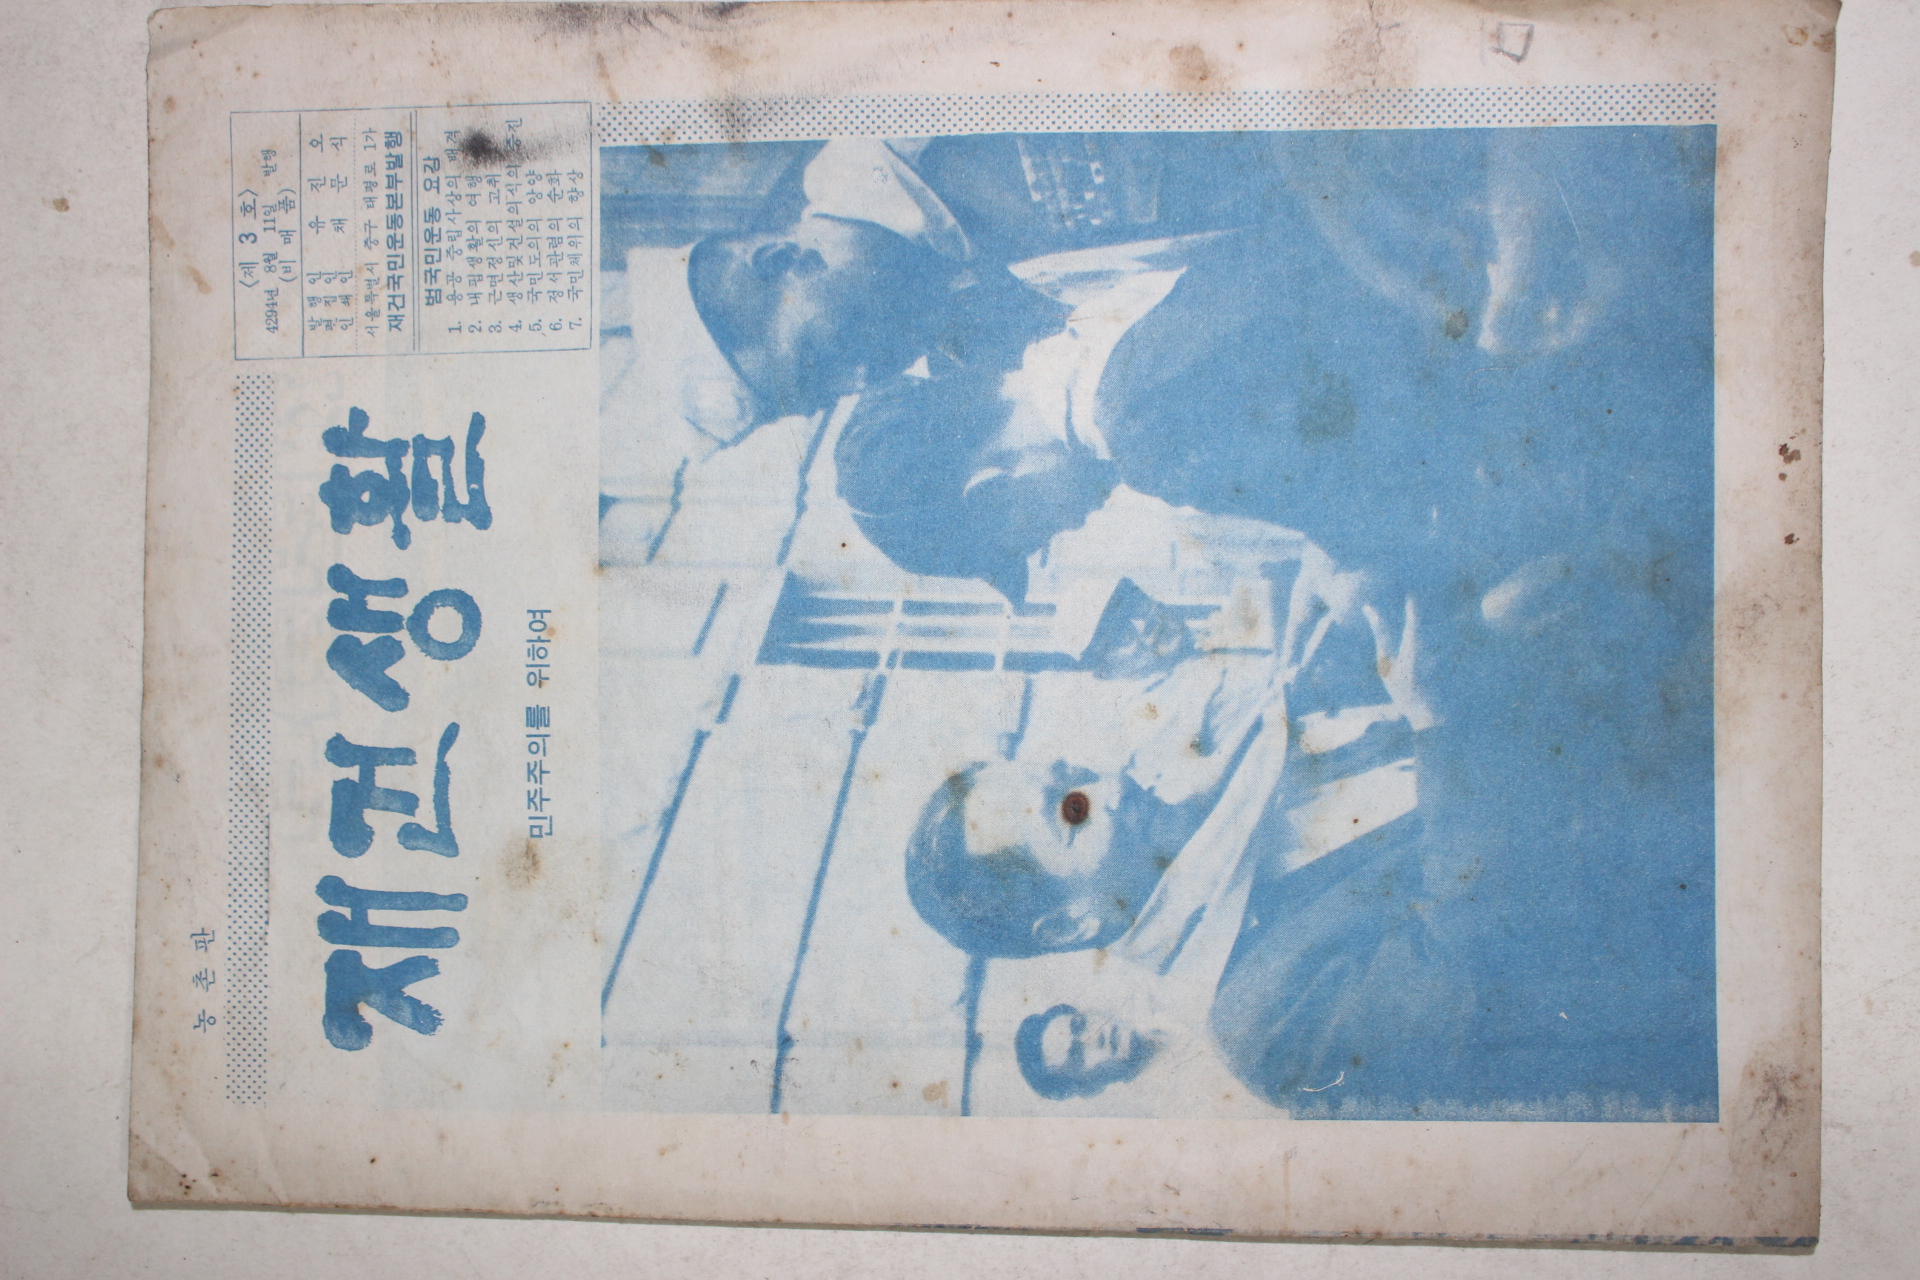 농촌판
재건생활
민주주의를 위하여
〈제 3 호〉
4294년 8월 11일 발행
(비 매 품)
발행인 유 진 오
편집인
인쇄인 채 문 식
서울특별시 중구 태평로 1가
재건국민운동본부발행
범국민운동 요강
1. 용공 중립사상의 배격
2. 내핍생활의 여행
3. 근면정신의 고취
4. 생산및건설의식의 증진
5. 국민도의의 앙양
6. 정서관렴의 순화
7. 국민체위의 향상